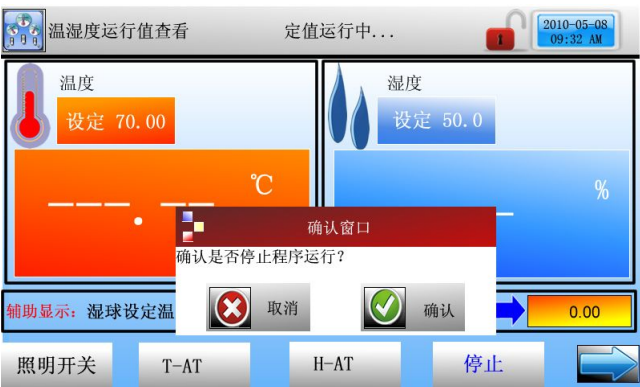 温湿度运行值查看
定值运行中...
2010-05-08
09:32 AM
温度
设定 70.00
℃
---.--
湿度
设定 50.0
%
确认窗口
确认是否停止程序运行?
取消
确认
辅助显示: 湿球设定温
0.00
照明开关
T-AT
H-AT
停止